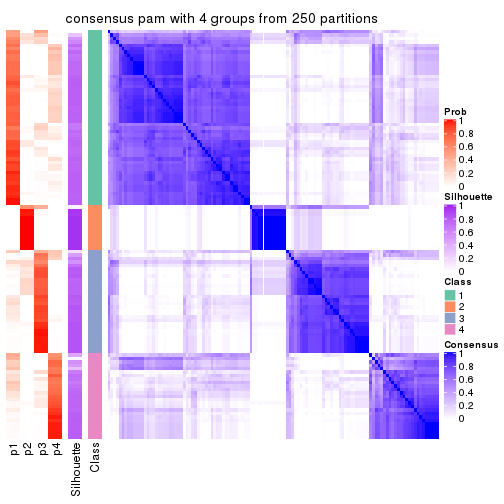 consensus pam with 4 groups from 250 partitions
Prob
1
0.8
0.6
0.4
0.2
0
Silhouette
1
0.8
0.6
0.4
0.2
0
Class
1
2
3
4
Consensus
1
0.8
0.6
0.4
0.2
0
p1
p2
p3
p4
Silhouette
Class